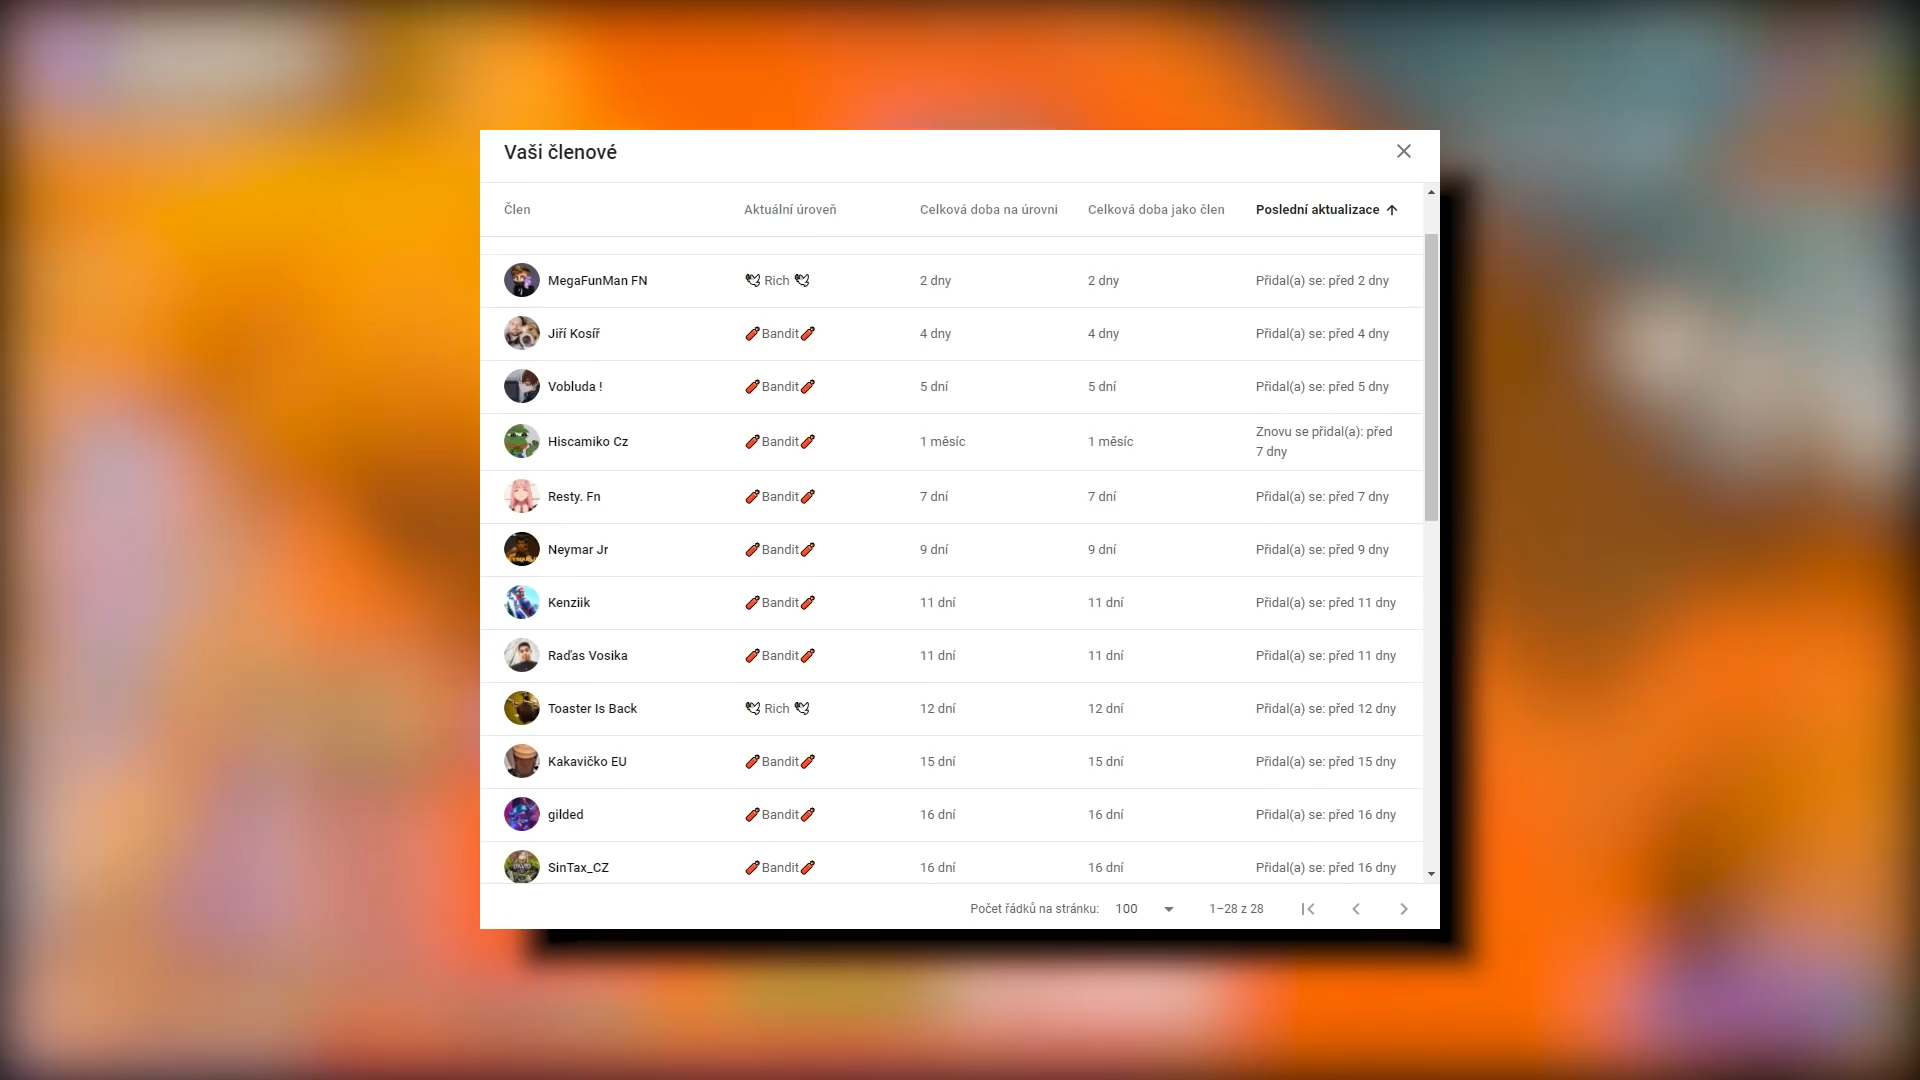 Vaši členové
Člen Aktuální úroveň Celková doba na úrovni Celková doba jako člen Poslední aktualizace
MegaFunMan FN 🕊 Rich 🕊 2 dny 2 dny Přidal(a) se: před 2 dny
Jiří Kosíř 🧨Bandit🧨 4 dny 4 dny Přidal(a) se: před 4 dny
Vobluda ! 🧨Bandit🧨 5 dní 5 dní Přidal(a) se: před 5 dny
Hiscamiko Cz 🧨Bandit🧨 1 měsíc 1 měsíc Znovu se přidal(a): před
7 dny
Resty. Fn 🧨Bandit🧨 7 dní 7 dní Přidal(a) se: před 7 dny
Neymar Jr 🧨Bandit🧨 9 dní 9 dní Přidal(a) se: před 9 dny
Kenziik 🧨Bandit🧨 11 dní 11 dní Přidal(a) se: před 11 dny
Raďas Vosika 🧨Bandit🧨 11 dní 11 dní Přidal(a) se: před 11 dny
Toaster Is Back 🕊 Rich 🕊 12 dní 12 dní Přidal(a) se: před 12 dny
Kakavičko EU 🧨Bandit🧨 15 dní 15 dní Přidal(a) se: před 15 dny
gilded 🧨Bandit🧨 16 dní 16 dní Přidal(a) se: před 16 dny
SinTax_CZ 🧨Bandit🧨 16 dní 16 dní Přidal(a) se: před 16 dny
Počet řádků na stránku: 100 1–28 z 28